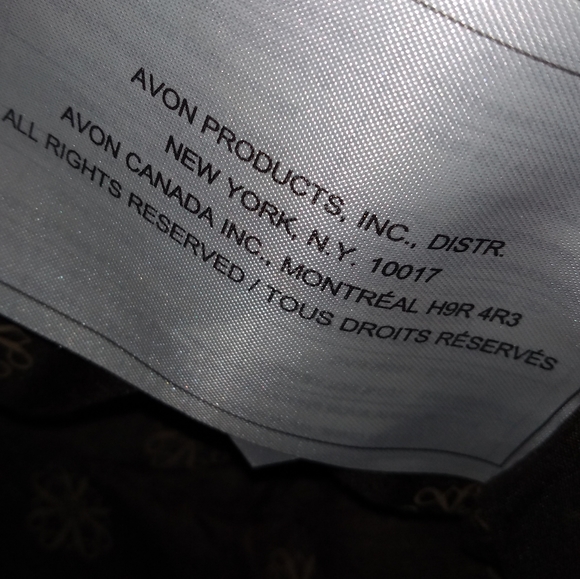 AVON PRODUCTS, INC., DISTR.
NEW YORK, N.Y. 10017
AVON CANADA INC., MONTRÉAL H9R 4R3
ALL RIGHTS RESERVED / TOUS DROITS RÉSERVÉS